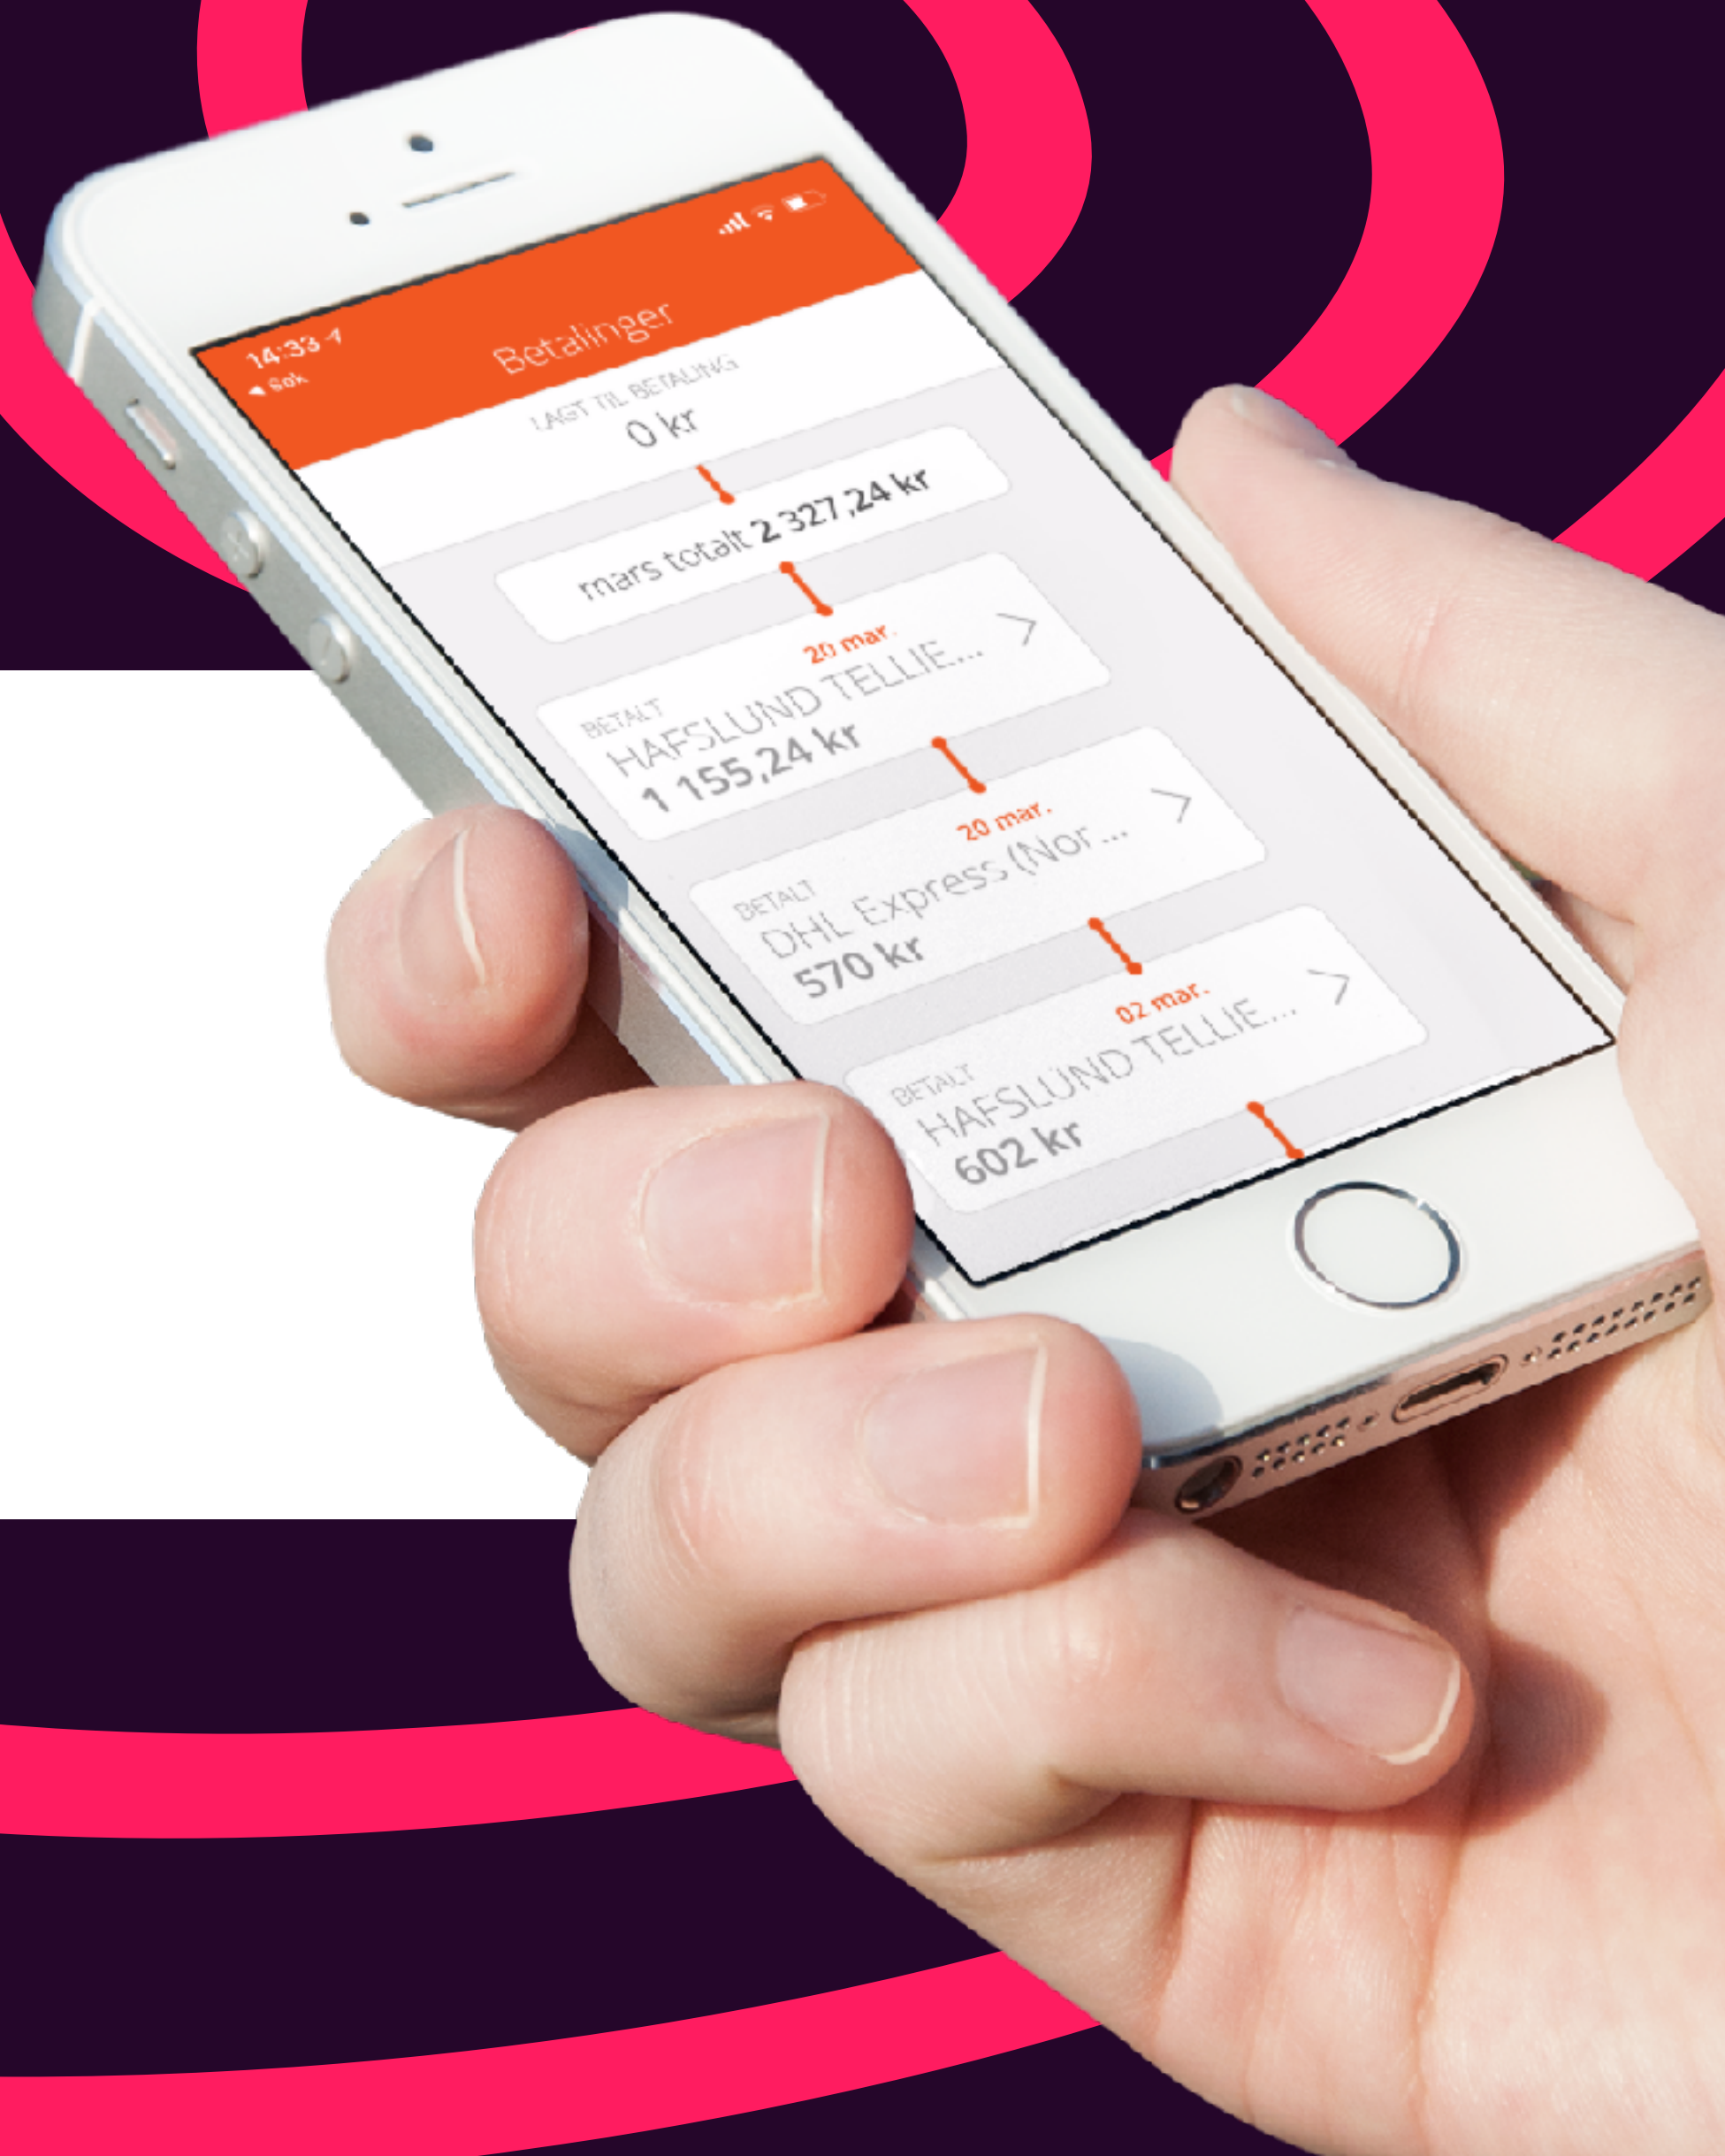 14:33
Søk
Betalinger
LAGT TIL BETALING
0 kr
mars totalt 2 327,24 kr
20 mar.
BETALT
HAFSLUND TELLIE...
1 155,24 kr
20 mar.
BETALT
DHL Express (Nor...
570 kr
02 mar.
BETALT
HAFSLUND TELLIE...
602 kr